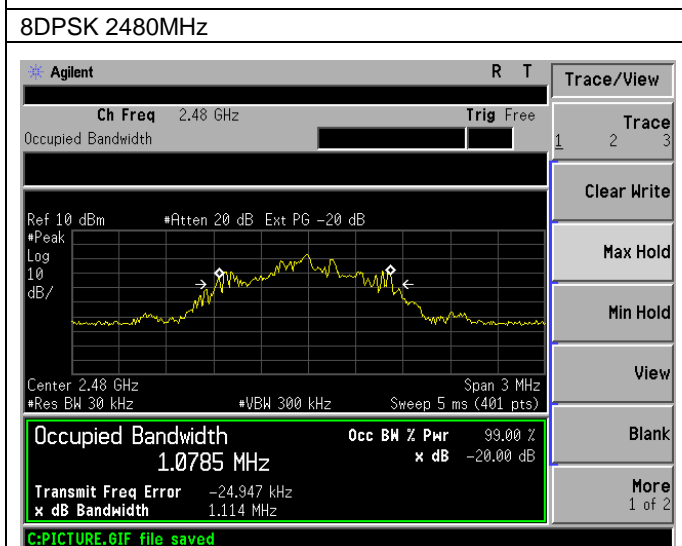 8DPSK 2480MHz
Agilent R T Trace/View
Ch Freq 2.48 GHz Trig Free
Occupied Bandwidth
Trace
1 2 3
Clear Write
Ref 10 dBm #Atten 20 dB Ext PG -20 dB
#Peak
Log
10
dB/
Max Hold
Min Hold
View
Center 2.48 GHz Span 3 MHz
#Res BW 30 kHz #VBW 300 kHz Sweep 5 ms (401 pts)
Occupied Bandwidth Occ BW % Pwr 99.00 %
1.0785 MHz x dB -20.00 dB
Blank
Transmit Freq Error -24.947 kHz
x dB Bandwidth 1.114 MHz
More
1 of 2
C:PICTURE.GIF file saved